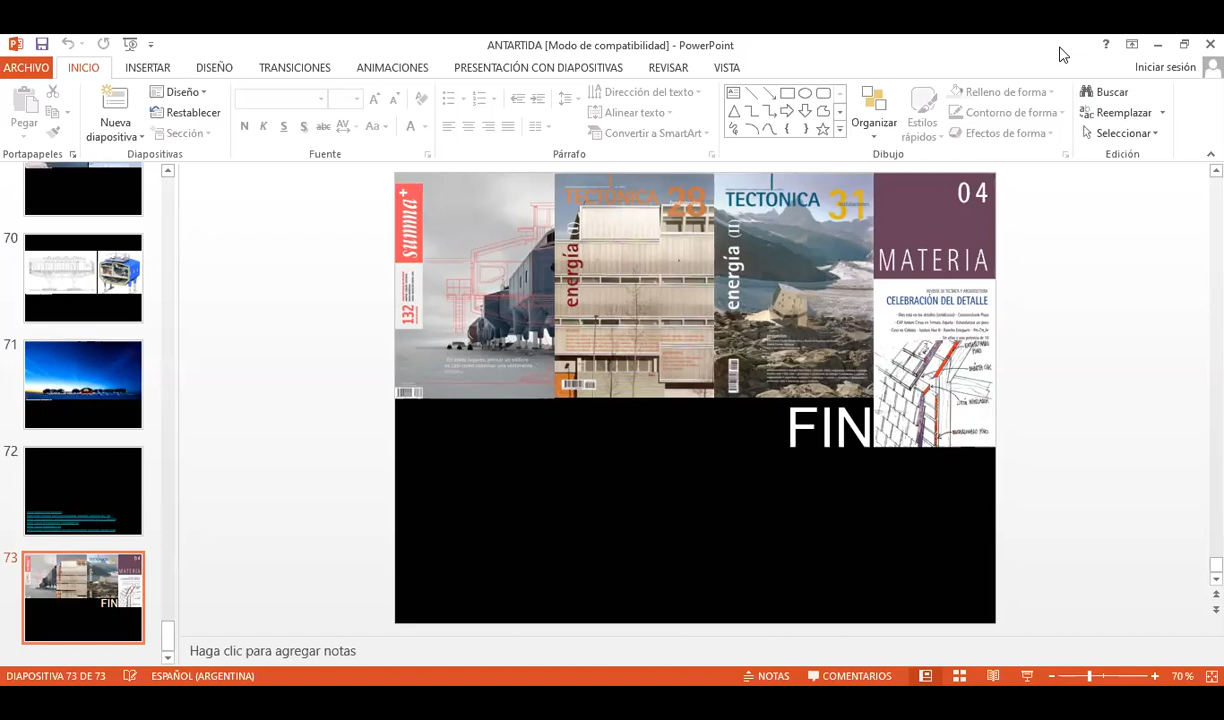 ANTARTIDA [Modo de compatibilidad] - PowerPoint
?
ARCHIVO
INICIO
INSERTAR
DISEÑO
TRANSICIONES
ANIMACIONES
PRESENTACIÓN CON DIAPOSITIVAS
REVISAR
VISTA
Iniciar sesión
Pegar
Nueva
diapositiva
Diseño
Restablecer
Sección
N K S S abc AV Aa A
Dirección del texto
Alinear texto
Convertir a SmartArt
Organizar
Estilos
rápidos
Relleno de forma
Contorno de forma
Efectos de forma
Buscar
Reemplazar
Seleccionar
Portapapeles
Diapositivas
Fuente
Párrafo
Dibujo
Edición
70
71
72
73
summa+
132
TECTONICA 28
energía (I)
TECTONICA 31
energía (II)
04
MATERIA
CELEBRACIÓN DEL DETALLE
FIN
Haga clic para agregar notas
DIAPOSITIVA 73 DE 73
ESPAÑOL (ARGENTINA)
NOTAS
COMENTARIOS
70 %